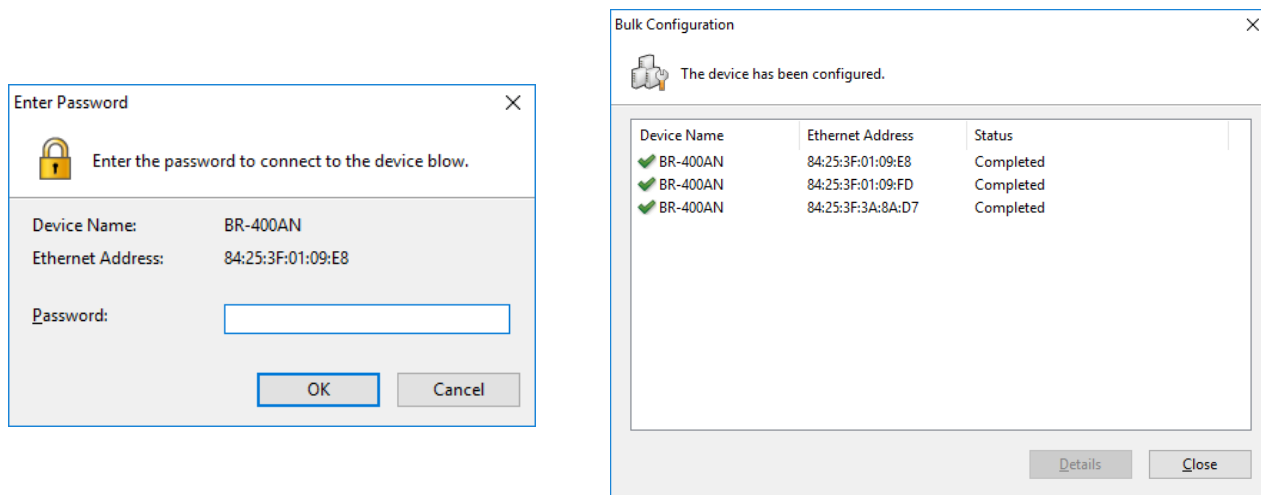 Enter Password
Enter the password to connect to the device blow.
Device Name: BR-400AN
Ethernet Address: 84:25:3F:01:09:E8
Password:
OK Cancel
Bulk Configuration
The device has been configured.
Device Name Ethernet Address Status
BR-400AN 84:25:3F:01:09:E8 Completed
BR-400AN 84:25:3F:01:09:FD Completed
BR-400AN 84:25:3F:3A:8A:D7 Completed
Details Close